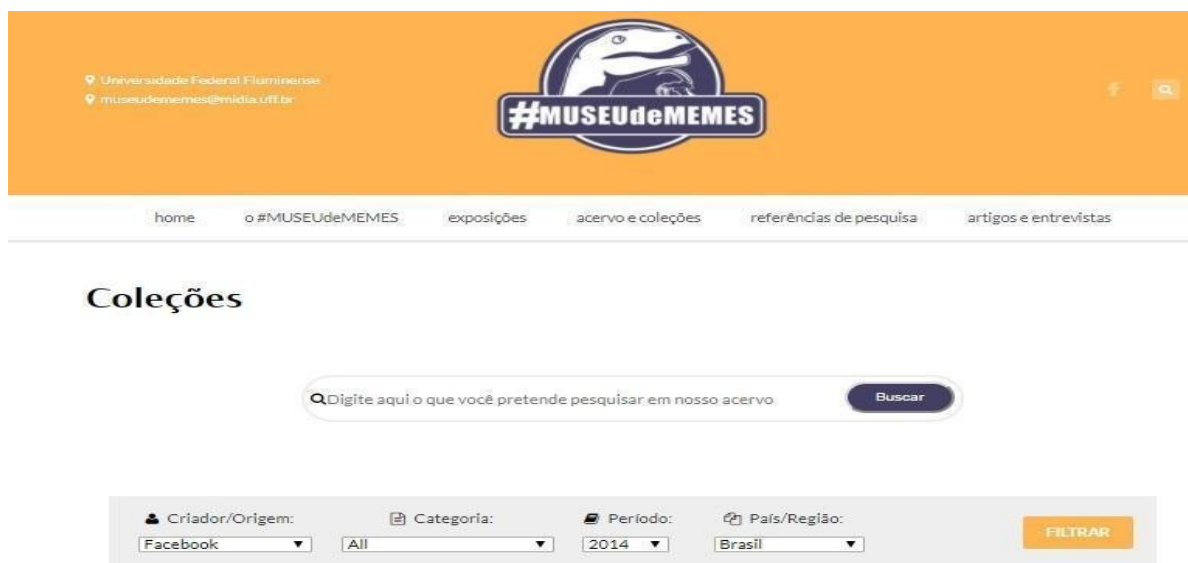 Universidade Federal Fluminense
museudememes@midia.uff.br
#MUSEUdeMEMES
home o #MUSEUdeMEMES exposições acervo e coleções referências de pesquisa artigos e entrevistas
Coleções
Digite aqui o que você pretende pesquisar em nosso acervo Buscar
Criador/Origem: Categoria: Período: País/Região:
Facebook All 2014 Brasil FILTRAR